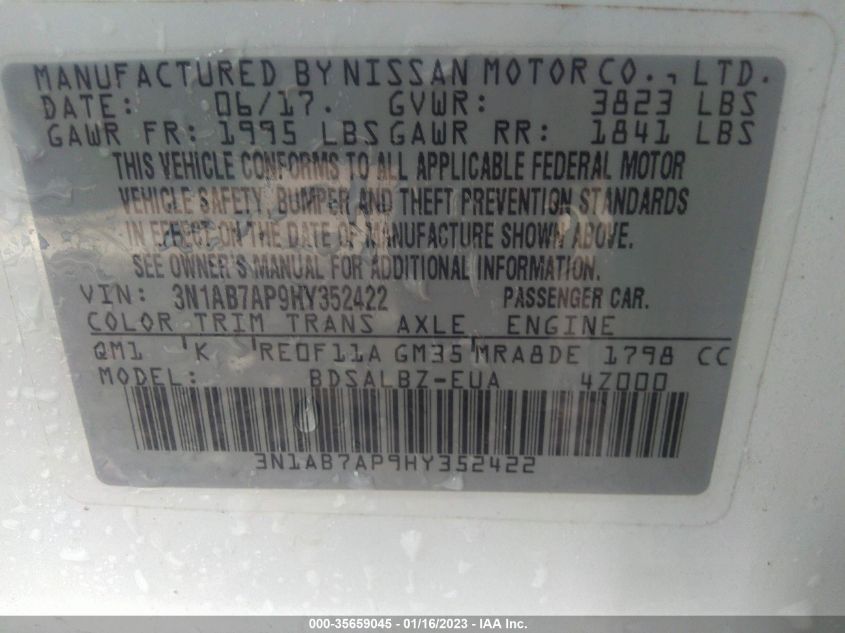 MANUFACTURED BY NISSAN MOTOR CO., LTD.
DATE: 06/17. GVWR: 3823 LBS
GAWR FR: 1995 LBS GAWR RR: 1841 LBS
THIS VEHICLE CONFORMS TO ALL APPLICABLE FEDERAL MOTOR
VEHICLE SAFETY, BUMPER AND THEFT PREVENTION STANDARDS
IN EFFECT ON THE DATE OF MANUFACTURE SHOWN ABOVE.
SEE OWNER'S MANUAL FOR ADDITIONAL INFORMATION.
VIN: 3N1AB7AP9HY352422 PASSENGER CAR.
COLOR TRIM TRANS AXLE ENGINE
QM1 K RE0F11A GM35 MRA8DE 1798 CC
MODEL: BDSALBZ-EUA 4Z000
3N1AB7AP9HY352422
000-35659045 - 01/16/2023 - IAA Inc.